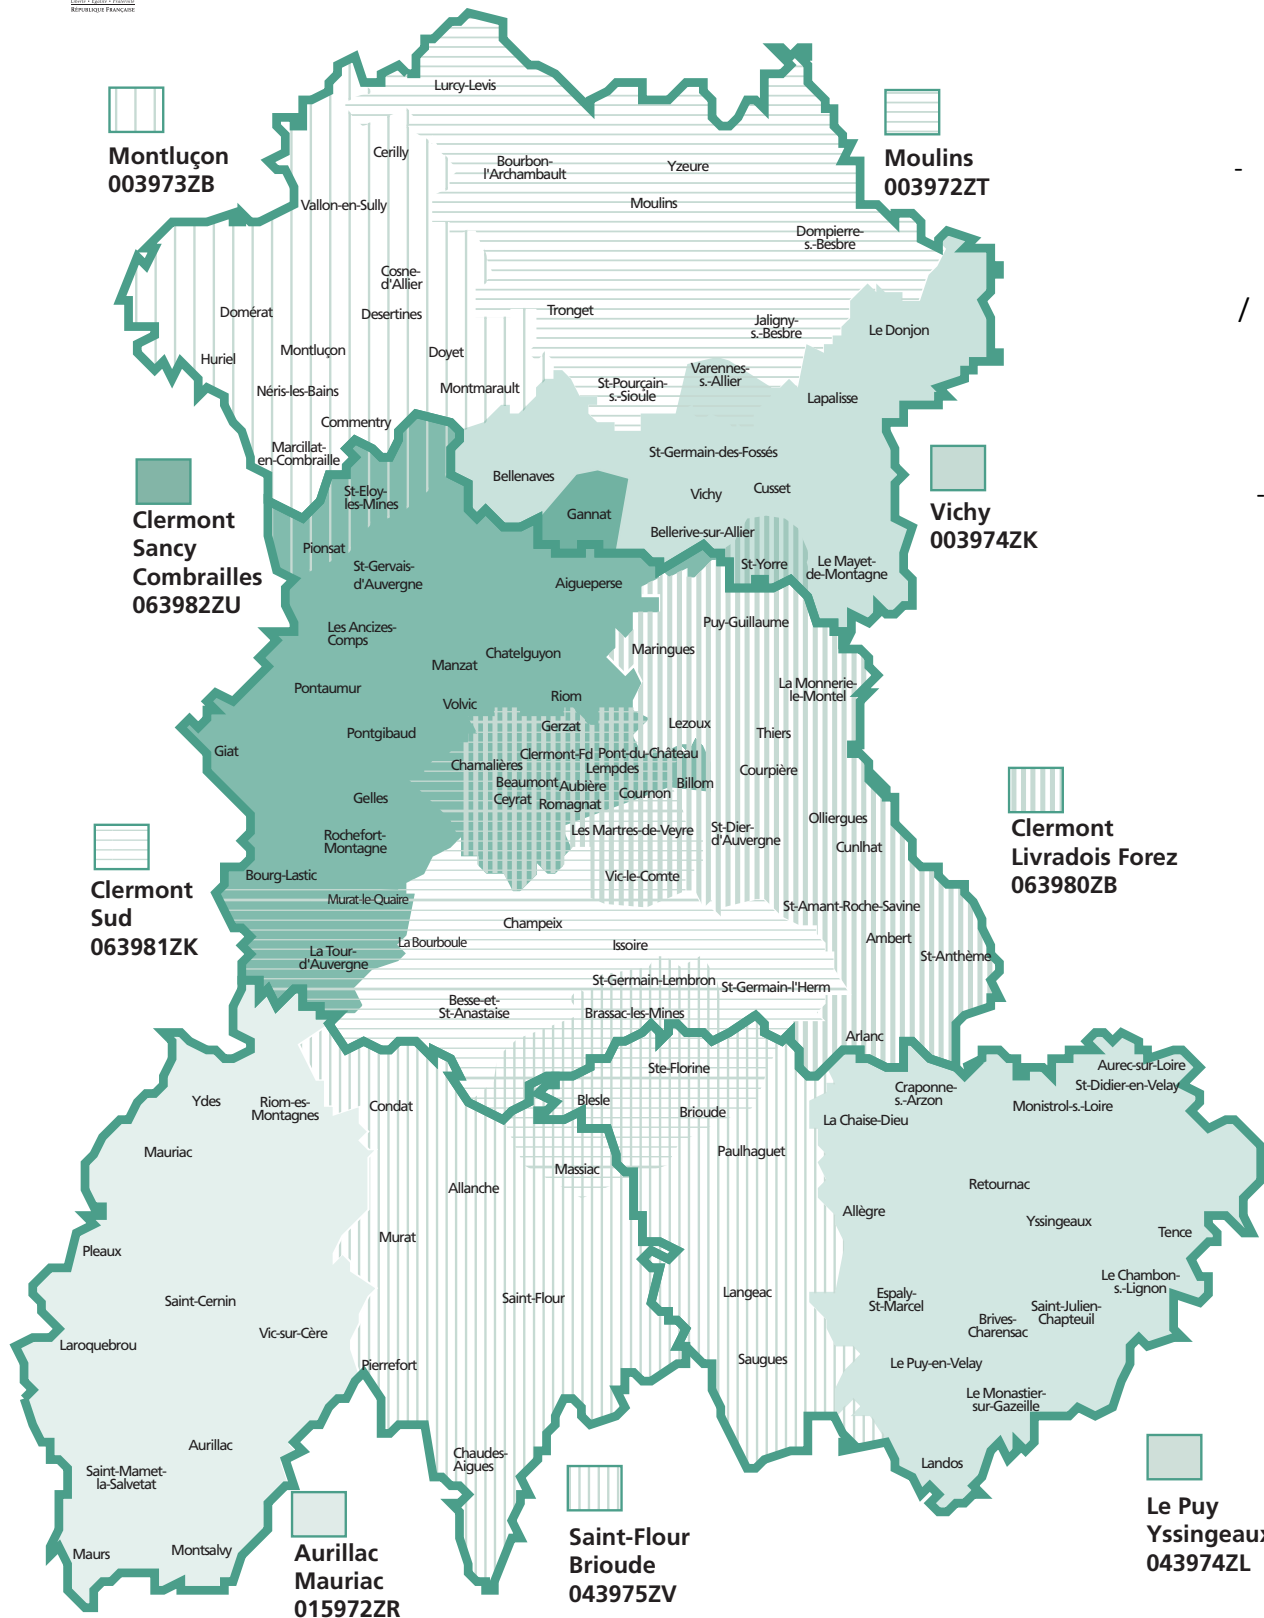 Liberté • Égalité • Fraternité
RÉPUBLIQUE FRANÇAISE
Lurcy-Levis
Montluçon
003973ZB
Moulins
003972ZT
Cerilly
Bourbon-
l'Archambault
Yzeure
-
Vallon-en-Sully
Moulins
Dompierre-
s.-Besbre
Cosne-
d'Allier
Domérat
Desertines
Tronget
Jaligny-
s.-Besbre
Le Donjon
/
Huriel
Montluçon
Doyet
Néris-les-Bains
Montmarault
St-Pourçain-
s.-Sioule
Varennes-
s.-Allier
Lapalisse
Commentry
Marcillat-
en-Combraille
St-Germain-des-Fossés
Bellenaves
Vichy
Cusset
Vichy
003974ZK
-
Clermont
Sancy
Combrailles
063982ZU
St-Eloy-
les-Mines
Gannat
Bellerive-sur-Allier
Pionsat
St-Gervais-
d'Auvergne
Aigueperse
St-Yorre
Le Mayet-
de-Montagne
Les Ancizes-
Comps
Puy-Guillaume
Manzat
Chatelguyon
Maringues
Pontaumur
Volvic
Riom
La Monnerie-
le-Montel
Giat
Pontgibaud
Gerzat
Lezoux
Thiers
Chamalières
Clermont-Fd
Pont-du-Château
Lempdes
Courpière
Beaumont
Aubière
Cournon
Billom
Gelles
Ceyrat
Romagnat
Olliergues
Clermont
Livradois Forez
063980ZB
Rochefort-
Montagne
Les Martres-de-Veyre
St-Dier-
d'Auvergne
Cunlhat
Clermont
Sud
063981ZK
Bourg-Lastic
Vic-le-Comte
Murat-le-Quaire
St-Amant-Roche-Savine
Champeix
La Bourboule
Issoire
Ambert
La Tour-
d'Auvergne
St-Anthème
St-Germain-Lembron
St-Germain-l'Herm
Besse-et-
St-Anastaise
Brassac-les-Mines
Arlanc
Ste-Florine
Aurec-sur-Loire
St-Didier-en-Velay
Craponne-
s.-Arzon
Monistrol-s.-Loire
Ydes
Riom-es-
Montagnes
Condat
Blesle
Brioude
La Chaise-Dieu
Mauriac
Paulhaguet
Massiac
Allanche
Retournac
Allègre
Yssingeaux
Tence
Pleaux
Murat
Le Chambon-
s.-Lignon
Saint-Cernin
Saint-Flour
Langeac
Espaly-
St-Marcel
Saint-Julien-
Chapteuil
Brives-
Charensac
Laroquebrou
Vic-sur-Cère
Pierrefort
Saugues
Le Puy-en-Velay
Le Monastier-
sur-Gazeille
Aurillac
Chaudes-
Aigues
Landos
Saint-Mamet-
la-Salvetat
Maurs
Montsalvy
Aurillac
Mauriac
015972ZR
Saint-Flour
Brioude
043975ZV
Le Puy
Yssingeaux
043974ZL